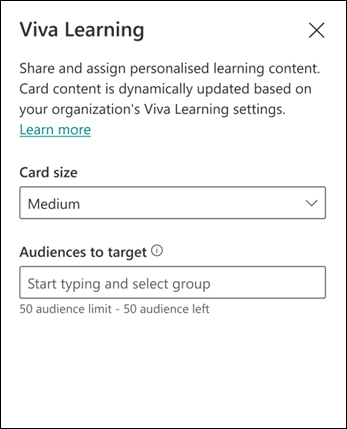 Viva Learning
Share and assign personalised learning content.
Card content is dynamically updated based on
your organization's Viva Learning settings.
Learn more
Card size
Medium
Audiences to target
Start typing and select group
50 audience limit - 50 audience left